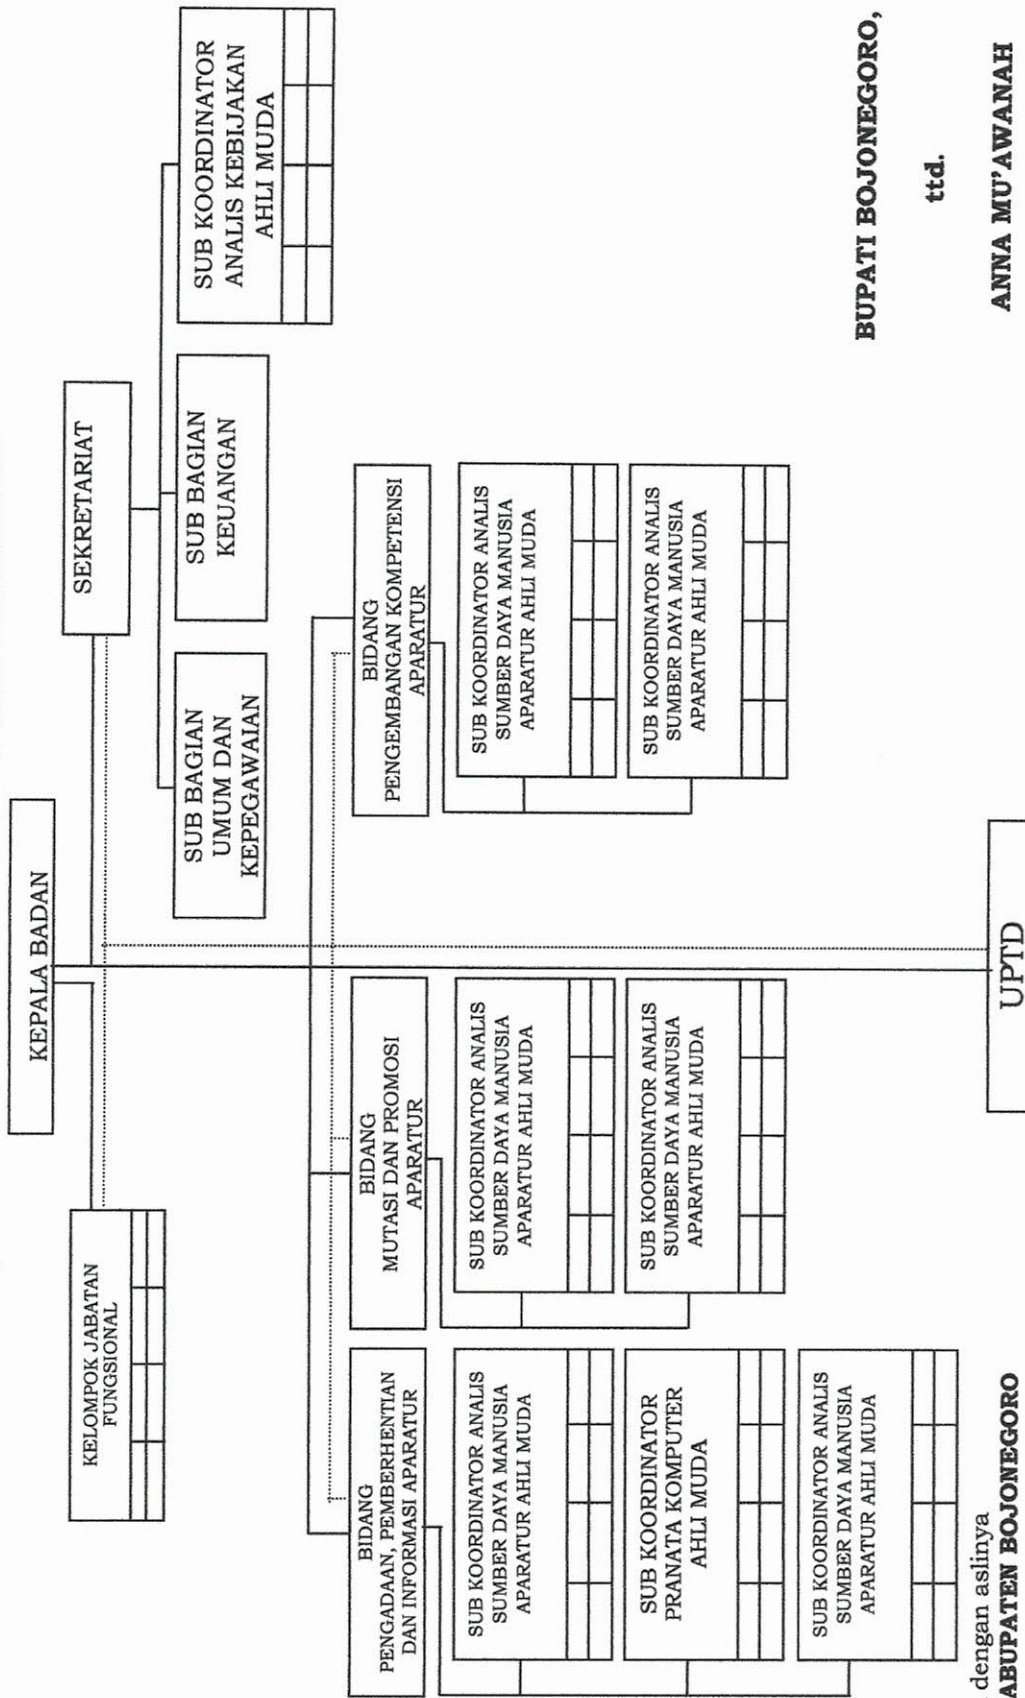 KEPALA BADAN
KELOMPOK JABATAN
FUNGSIONAL
SEKRETARIAT
SUB BAGIAN
UMUM DAN
KEPEGAWAIAN
SUB BAGIAN
KEUANGAN
SUB KOORDINATOR
ANALIS KEBIJAKAN
AHLI MUDA
BIDANG
PENGADAAN, PEMBERHENTIAN
DAN INFORMASI APARATUR
SUB KOORDINATOR ANALIS
SUMBER DAYA MANUSIA
APARATUR AHLI MUDA
SUB KOORDINATOR
PRANATA KOMPUTER
AHLI MUDA
SUB KOORDINATOR ANALIS
SUMBER DAYA MANUSIA
APARATUR AHLI MUDA
BIDANG
MUTASI DAN PROMOSI
APARATUR
SUB KOORDINATOR ANALIS
SUMBER DAYA MANUSIA
APARATUR AHLI MUDA
SUB KOORDINATOR ANALIS
SUMBER DAYA MANUSIA
APARATUR AHLI MUDA
BIDANG
PENGEMBANGAN KOMPETENSI
APARATUR
SUB KOORDINATOR ANALIS
SUMBER DAYA MANUSIA
APARATUR AHLI MUDA
SUB KOORDINATOR ANALIS
SUMBER DAYA MANUSIA
APARATUR AHLI MUDA
UPTD
BUPATI BOJONEGORO,
ttd.
ANNA MU'AWANAH
dengan aslinya
ABUPATEN BOJONEGORO